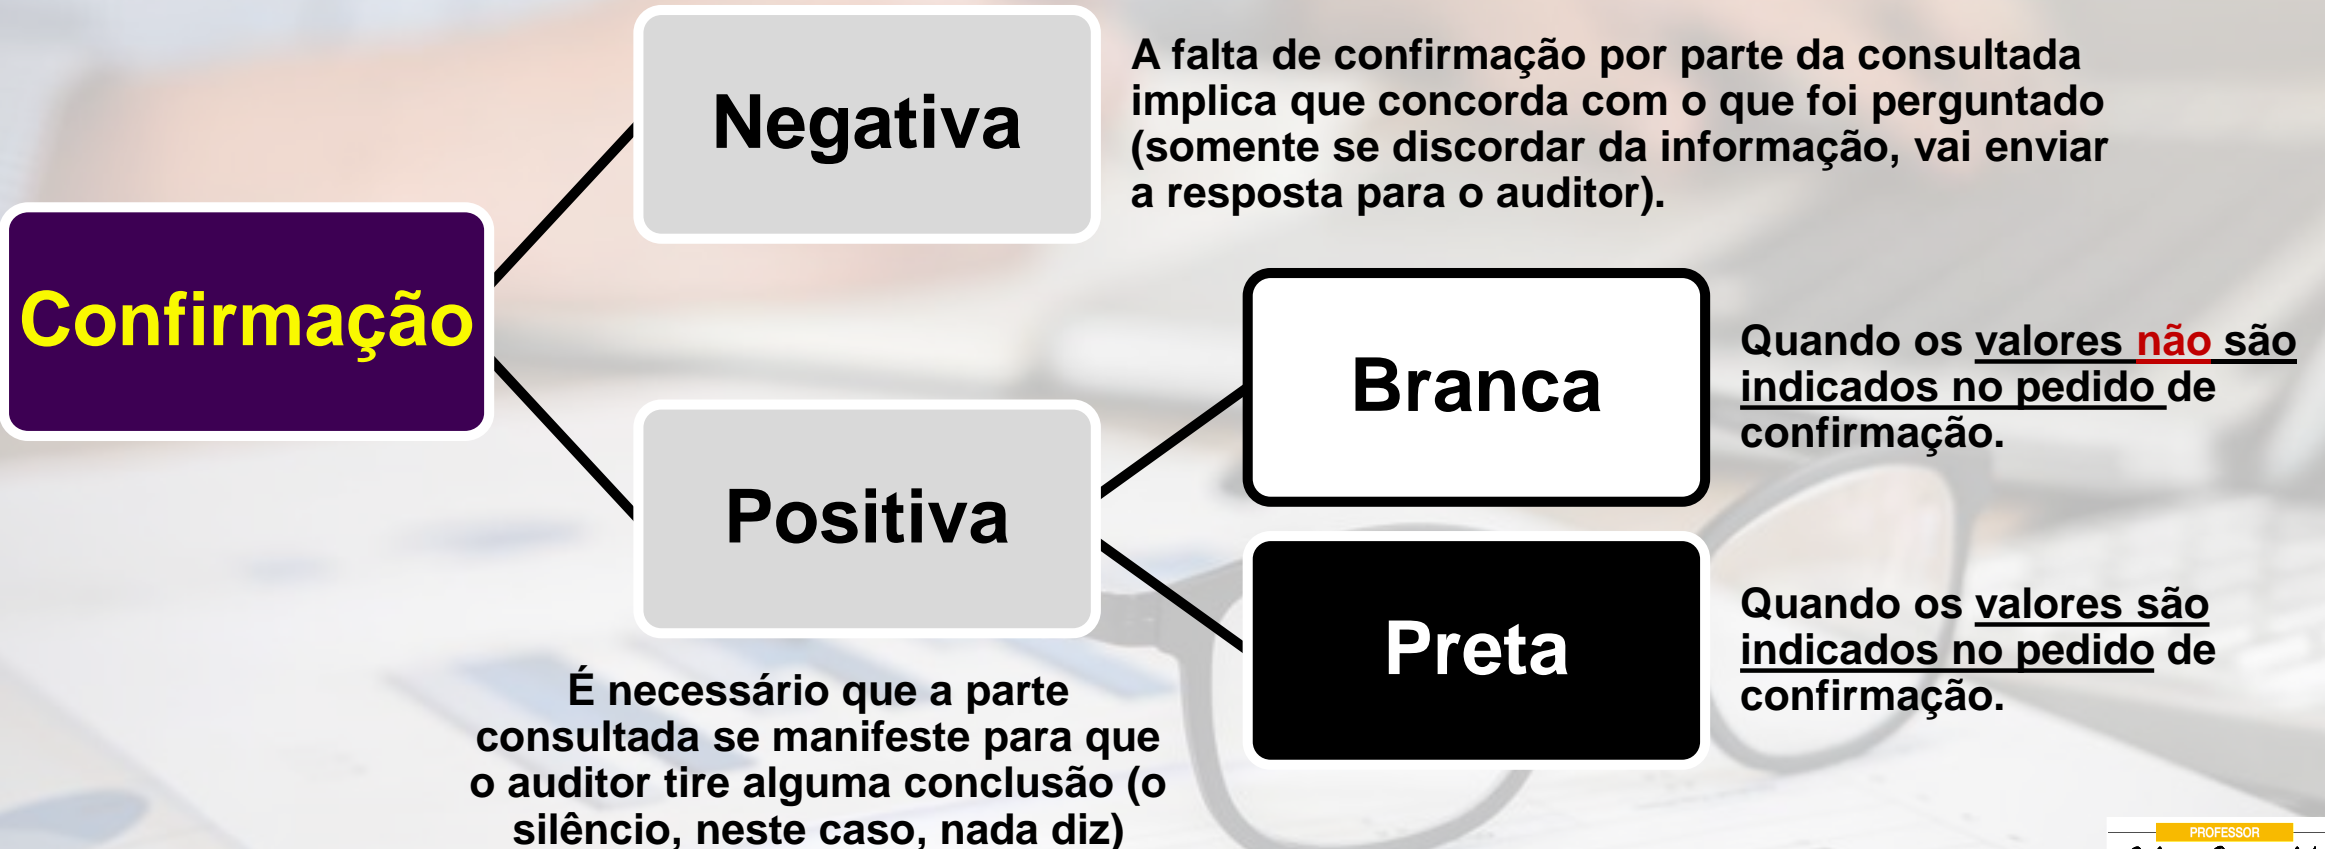 Negativa
A falta de confirmação por parte da consultada
implica que concorda com o que foi perguntado
(somente se discordar da informação, vai enviar
a resposta para o auditor).
Confirmação
Branca
Quando os valores não são
indicados no pedido de
confirmação.
Positiva
Preta
Quando os valores são
indicados no pedido de
confirmação.
É necessário que a parte
consultada se manifeste para que
o auditor tire alguma conclusão (o
silêncio, neste caso, nada diz)
PROFESSOR